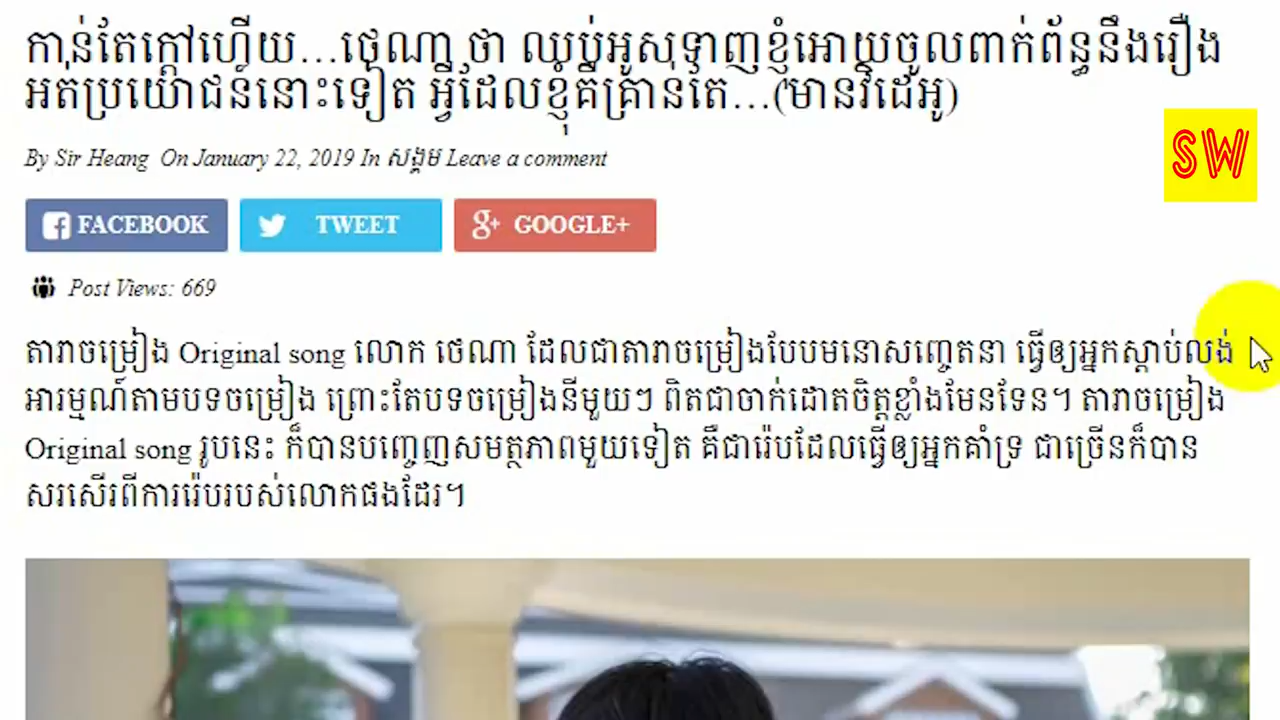 កាន់តែក្ដៅហើយ...ថេណា ថា ឈប់អូសទាញខ្ញុំអោយចូលពាក់ព័ន្ធនឹងរឿង
អត់ប្រយោជន៍នោះទៀត អ្វីដែលខ្ញុំគឺគ្រាន់តែ...(មានវិដេអូ)
SW
By Sir Heang On January 22, 2019 In សង្គម Leave a comment
FACEBOOK TWEET GOOGLE+
Post Views: 669
តារាចម្រៀង Original song លោក ថេណា ដែលជាតារាចម្រៀងបែបមនោសញ្ចេតនា ធ្វើឲ្យអ្នកស្ដាប់លង់
អារម្មណ៍តាមបទចម្រៀង ព្រោះតែបទចម្រៀងនីមួយៗ ពិតជាចាក់ដោតចិត្តខ្លាំងមែនទែន។ តារាចម្រៀង
Original song រូបនេះ ក៏បានបញ្ចេញសមត្ថភាពមួយទៀត គឺជារ៉េបដែលធ្វើឲ្យអ្នកគាំទ្រ ជាច្រើនក៏បាន
សរសើរពីការរ៉េបរបស់លោកផងដែរ។